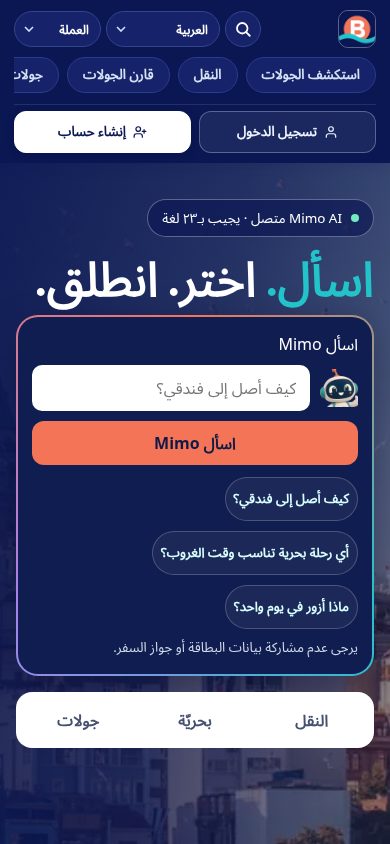 B
العربية
العملة
استكشف الجولات
النقل
قارن الجولات
جولات
تسجيل الدخول
إنشاء حساب
Mimo AI متصل · يجيب بـ٢٣ لغة
اسأل. اختر. انطلق.
اسأل Mimo
كيف أصل إلى فندقي؟
اسأل Mimo
كيف أصل إلى فندقي؟
أي رحلة بحرية تناسب وقت الغروب؟
ماذا أزور في يوم واحد؟
يرجى عدم مشاركة بيانات البطاقة أو جواز السفر.
النقل
بحريّة
جولات